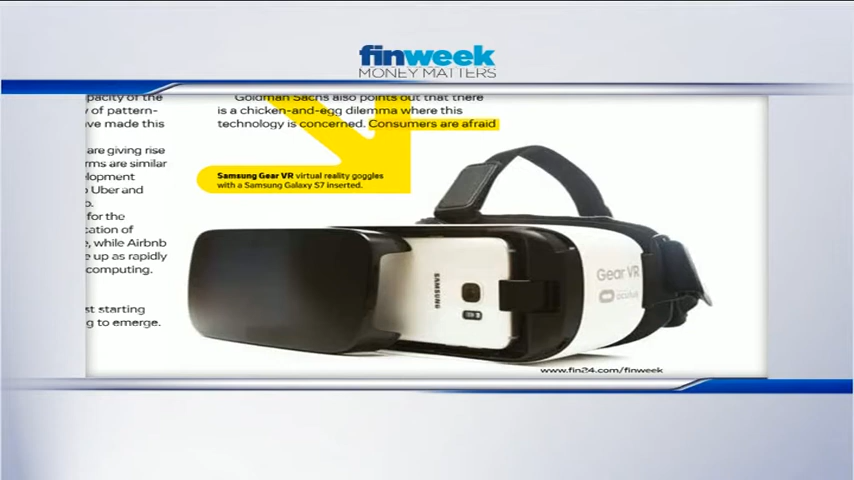 finweek
MONEY MATTERS
pacity of the
y of pattern-
ave made this
are giving rise
rms are similar
lopment
o Uber and
o.
for the
cation of
e, while Airbnb
e up as rapidly
computing.
st starting
g to emerge.
Goldman Sachs also points out that there
is a chicken-and-egg dilemma where this
technology is concerned. Consumers are afraid
Samsung Gear VR virtual reality goggles
with a Samsung Galaxy S7 inserted.
SAMSUNG
Gear VR
oculus
www.fin24.com/finweek